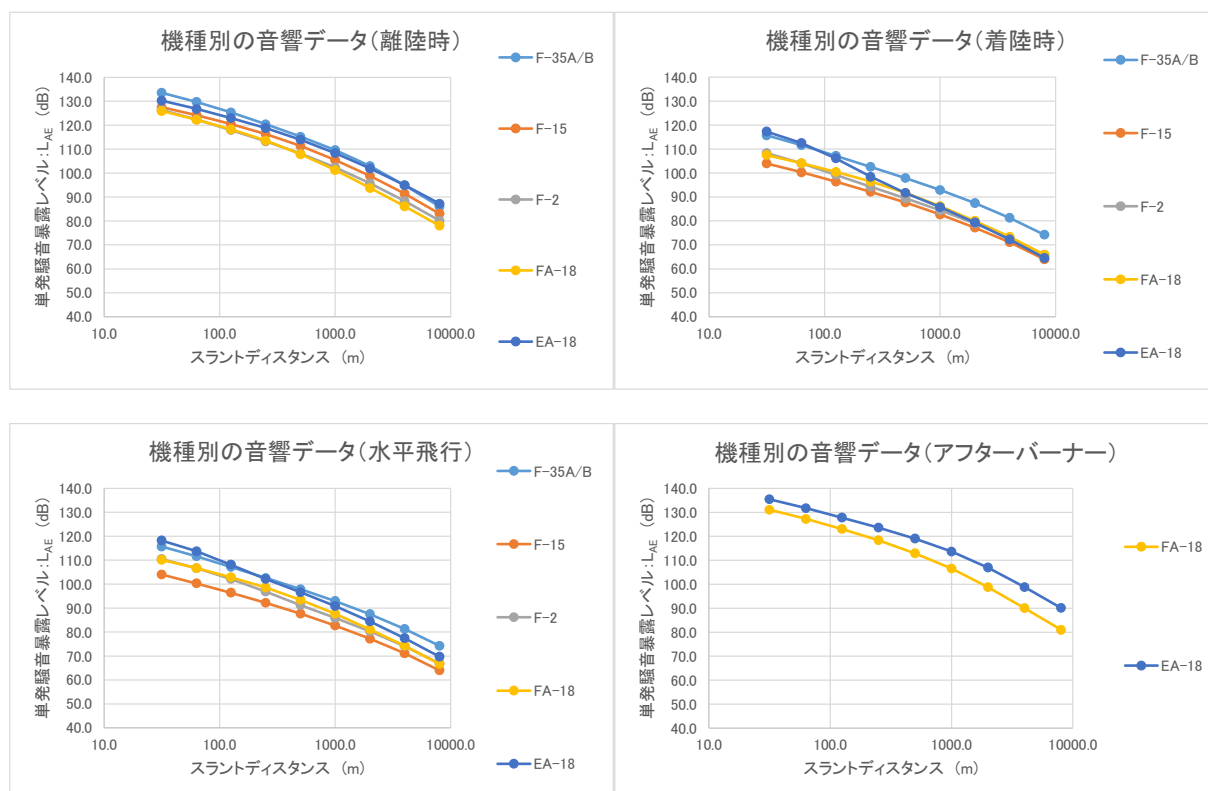 機種別の音響データ(離陸時)
単発騒音暴露レベル:LAE (dB)
140.0
130.0
120.0
110.0
100.0
90.0
80.0
70.0
60.0
50.0
40.0
10.0 100.0 1000.0 10000.0
スラントディスタンス (m)
F-35A/B
F-15
F-2
FA-18
EA-18
機種別の音響データ(着陸時)
単発騒音暴露レベル:LAE (dB)
140.0
130.0
120.0
110.0
100.0
90.0
80.0
70.0
60.0
50.0
40.0
10.0 100.0 1000.0 10000.0
スラントディスタンス (m)
F-35A/B
F-15
F-2
FA-18
EA-18
機種別の音響データ(水平飛行)
単発騒音暴露レベル:LAE (dB)
140.0
130.0
120.0
110.0
100.0
90.0
80.0
70.0
60.0
50.0
40.0
10.0 100.0 1000.0 10000.0
スラントディスタンス (m)
F-35A/B
F-15
F-2
FA-18
EA-18
機種別の音響データ(アフターバーナー)
単発騒音暴露レベル:LAE (dB)
140.0
130.0
120.0
110.0
100.0
90.0
80.0
70.0
60.0
50.0
40.0
10.0 100.0 1000.0 10000.0
スラントディスタンス (m)
FA-18
EA-18